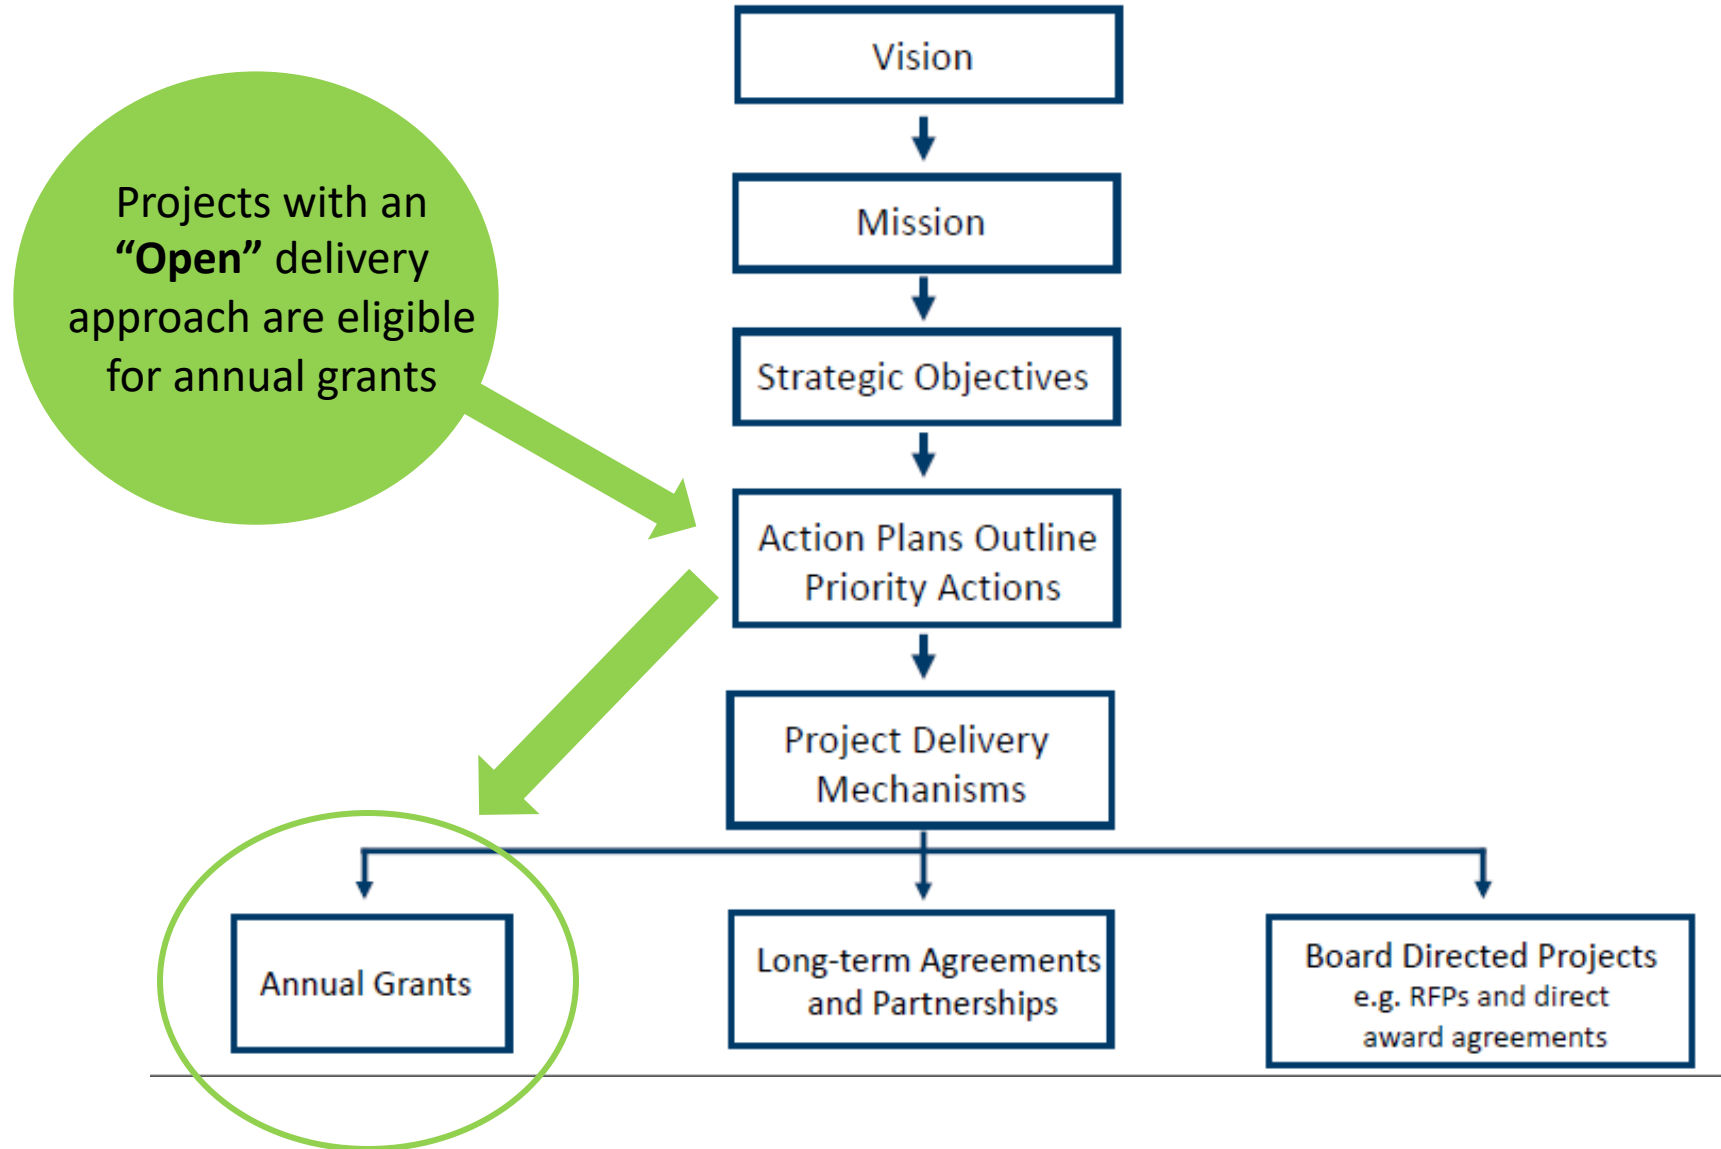 Vision
Projects with an
“Open” delivery
approach are eligible
for annual grants
Mission
Strategic Objectives
Action Plans Outline
Priority Actions
Project Delivery
Mechanisms
Annual Grants
Long-term Agreements
and Partnerships
Board Directed Projects
e.g. RFPs and direct
award agreements